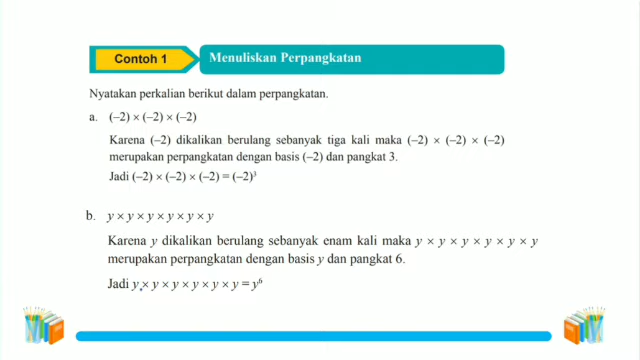 Contoh 1
Menuliskan Perpangkatan
Nyatakan perkalian berikut dalam perpangkatan.
a. (–2) × (–2) × (–2)
Karena (–2) dikalikan berulang sebanyak tiga kali maka (–2) × (–2) × (–2)
merupakan perpangkatan dengan basis (–2) dan pangkat 3.
Jadi (–2) × (–2) × (–2) = (–2)³
b. y × y × y × y × y × y
Karena y dikalikan berulang sebanyak enam kali maka y × y × y × y × y × y
merupakan perpangkatan dengan basis y dan pangkat 6.
Jadi y × y × y × y × y × y = y⁶